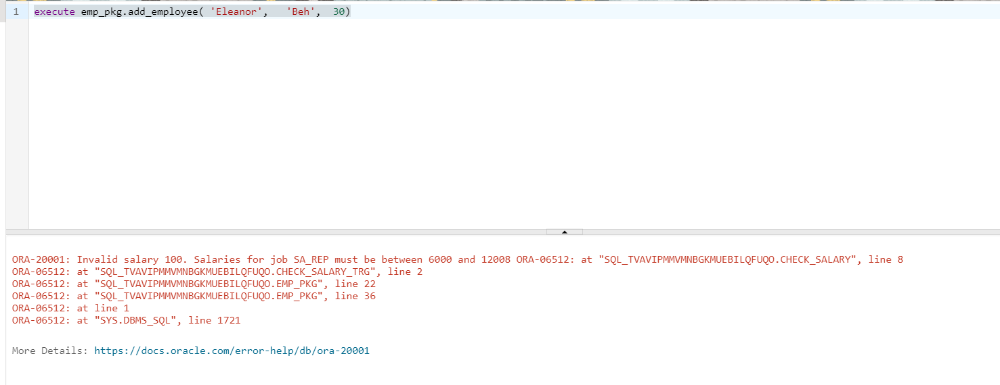 1 execute emp_pkg.add_employee( 'Eleanor',   'Beh',  30)
ORA-20001: Invalid salary 100. Salaries for job SA_REP must be between 6000 and 12008 ORA-06512: at "SQL_TVAVIPMMVMNBGKMUEBILQFUQO.CHECK_SALARY", line 8
ORA-06512: at "SQL_TVAVIPMMVMNBGKMUEBILQFUQO.CHECK_SALARY_TRG", line 2
ORA-06512: at "SQL_TVAVIPMMVMNBGKMUEBILQFUQO.EMP_PKG", line 22
ORA-06512: at "SQL_TVAVIPMMVMNBGKMUEBILQFUQO.EMP_PKG", line 36
ORA-06512: at line 1
ORA-06512: at "SYS.DBMS_SQL", line 1721
More Details: https://docs.oracle.com/error-help/db/ora-20001